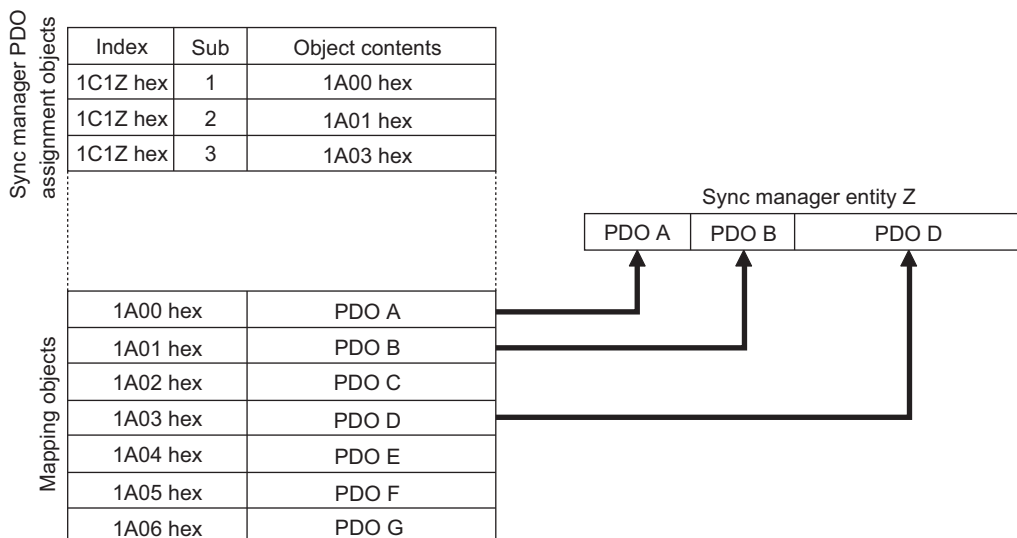 Sync manager PDO
assignment objects
Index Sub Object contents
1C1Z hex 1 1A00 hex
1C1Z hex 2 1A01 hex
1C1Z hex 3 1A03 hex
Sync manager entity Z
PDO A PDO B PDO D
Mapping objects
1A00 hex PDO A
1A01 hex PDO B
1A02 hex PDO C
1A03 hex PDO D
1A04 hex PDO E
1A05 hex PDO F
1A06 hex PDO G